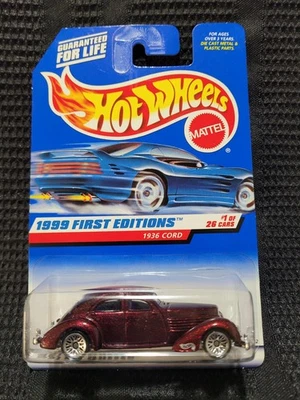 GUARANTEED
FOR LIFE
FOR AGES
OVER 3 YEARS
DIE CAST METAL &
PLASTIC PARTS
HOT WHEELS
MATTEL
1999 FIRST EDITIONS™
1936 CORD
#1 OF
26 CARS